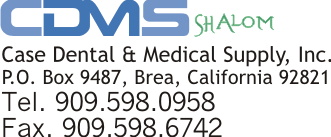 CDMS SHALOM
Case Dental & Medical Supply, Inc.
P.O. Box 9487, Brea, California 92821
Tel. 909.598.0958
Fax. 909.598.6742